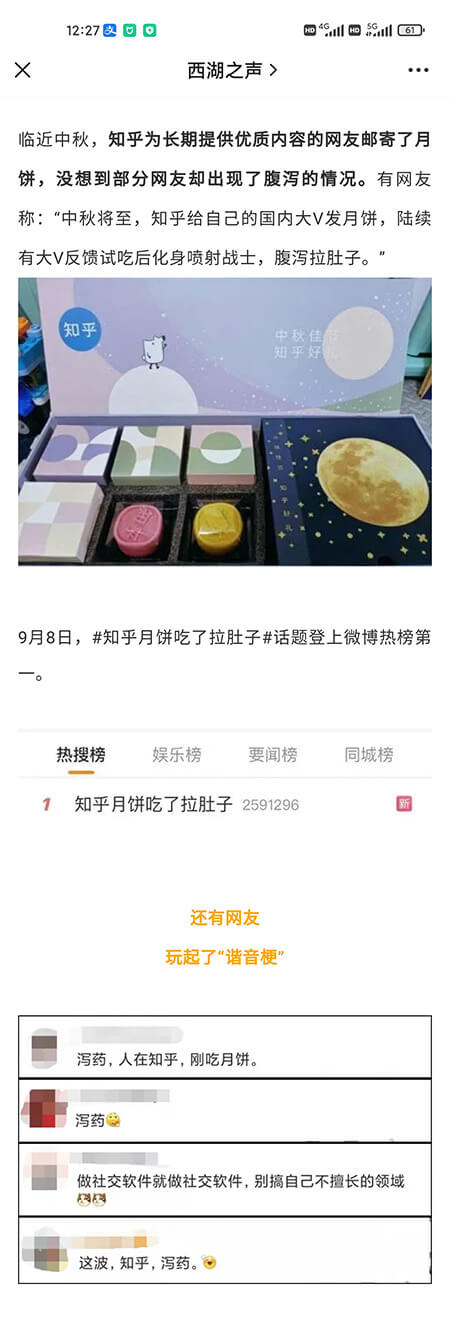 12:27
HD 4G HD 5G 61
西湖之声
临近中秋，知乎为长期提供优质内容的网友邮寄了月
饼，没想到部分网友却出现了腹泻的情况。有网友
称：“中秋将至，知乎给自己的国内大V发月饼，陆续
有大V反馈试吃后化身喷射战士，腹泻拉肚子。”
知乎
中秋佳节
知乎好礼
知乎好礼
9月8日，#知乎月饼吃了拉肚子#话题登上微博热榜第
一。
热搜榜 娱乐榜 要闻榜 同城榜
1 知乎月饼吃了拉肚子 2591296 新
还有网友
玩起了“谐音梗”
泻药，人在知乎，刚吃月饼。
泻药
做社交软件就做社交软件，别搞自己不擅长的领域
这波，知乎，泻药。